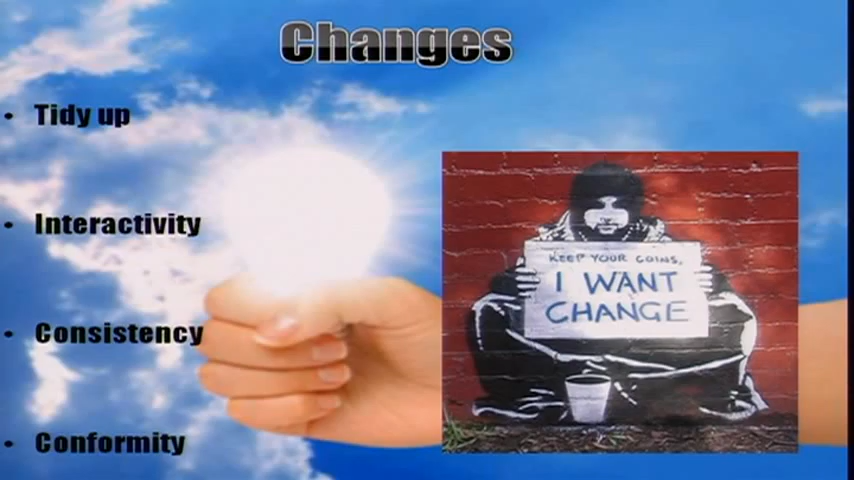 Changes
• Tidy up
• Interactivity
• Consistency
• Conformity
KEEP YOUR COINS,
I WANT
CHANGE